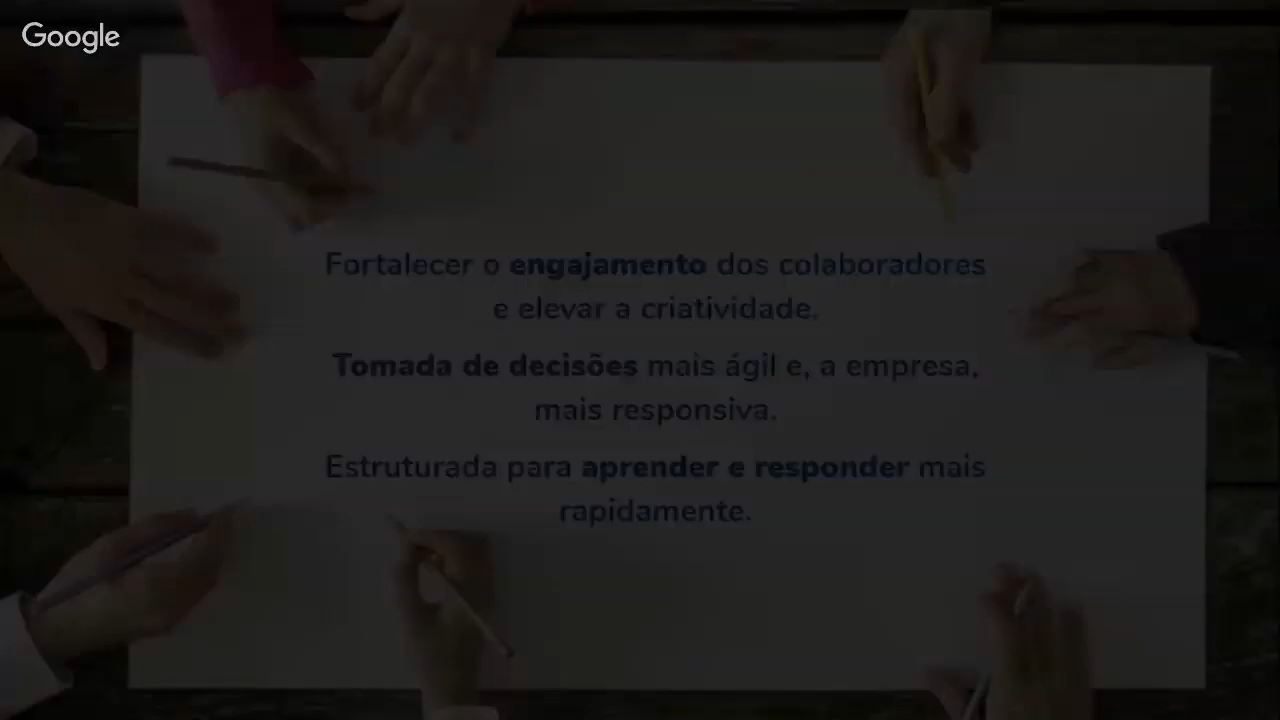 Google
Fortalecer o engajamento dos colaboradores
e elevar a criatividade.
Tomada de decisões mais ágil e, a empresa,
mais responsiva.
Estruturada para aprender e responder mais
rapidamente.